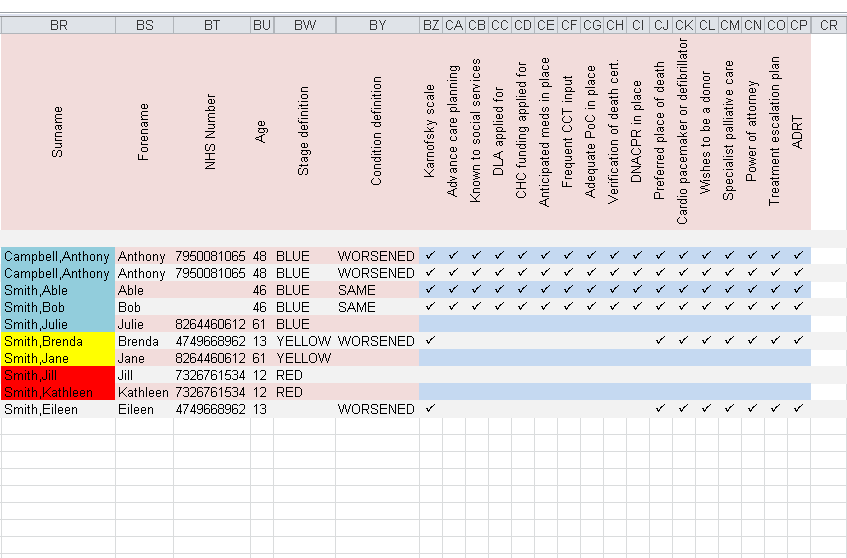 BR BS BT BU BW BY BZ CA CB CC CD CE CF CG CH CI CJ CK CL CM CN CO CP CR
Surname Forename NHS Number Age Stage definition Condition definition Karnofsky scale Advance care planning Known to social services DLA applied for CHC funding applied for Anticipated meds in place Frequent CCT input Adequate PoC in place Verification of death cert. DNACPR in place Preferred place of death Cardio pacemaker or defibrillator Wishes to be a donor Specialist palliative care Power of attorney Treatment escalation plan ADRT
Campbell,Anthony Anthony 7950081065 48 BLUE WORSENED ✓ ✓ ✓ ✓ ✓ ✓ ✓ ✓ ✓ ✓ ✓ ✓ ✓ ✓ ✓ ✓ ✓
Campbell,Anthony Anthony 7950081065 48 BLUE WORSENED ✓ ✓ ✓ ✓ ✓ ✓ ✓ ✓ ✓ ✓ ✓ ✓ ✓ ✓ ✓ ✓ ✓
Smith,Able Able 46 BLUE SAME ✓ ✓ ✓ ✓ ✓ ✓ ✓ ✓ ✓ ✓ ✓ ✓ ✓ ✓ ✓ ✓ ✓
Smith,Bob Bob 46 BLUE SAME ✓ ✓ ✓ ✓ ✓ ✓ ✓ ✓ ✓ ✓ ✓ ✓ ✓ ✓ ✓ ✓ ✓
Smith,Julie Julie 8264460612 61 BLUE
Smith,Brenda Brenda 4749668962 13 YELLOW WORSENED ✓ ✓ ✓ ✓ ✓ ✓ ✓ ✓
Smith,Jane Jane 8264460612 61 YELLOW
Smith,Jill Jill 7326761534 12 RED
Smith,Kathleen Kathleen 7326761534 12 RED
Smith,Eileen Eileen 4749668962 13 WORSENED ✓ ✓ ✓ ✓ ✓ ✓ ✓ ✓